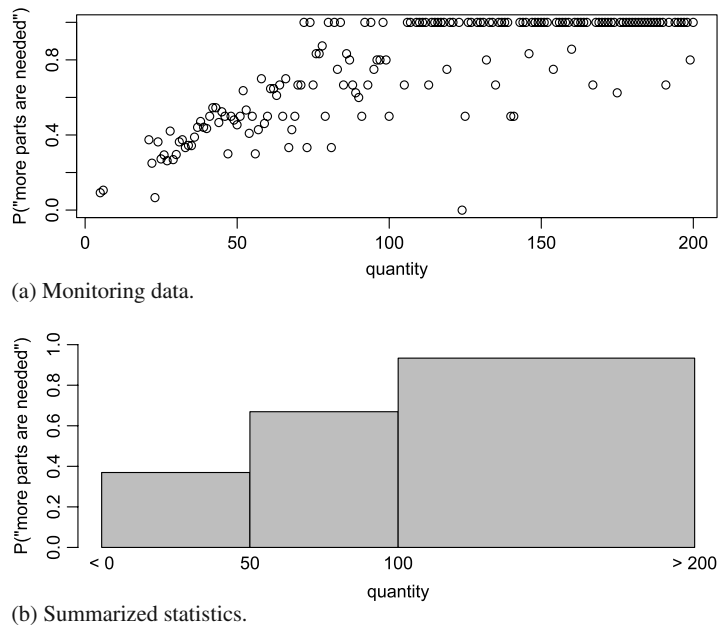 P("more parts are needed")
0.0 0.4 0.8
0 50 100 150 200
quantity
(a) Monitoring data.
P("more parts are needed")
0.0 0.2 0.4 0.6 0.8 1.0
< 0 50 100 > 200
quantity
(b) Summarized statistics.